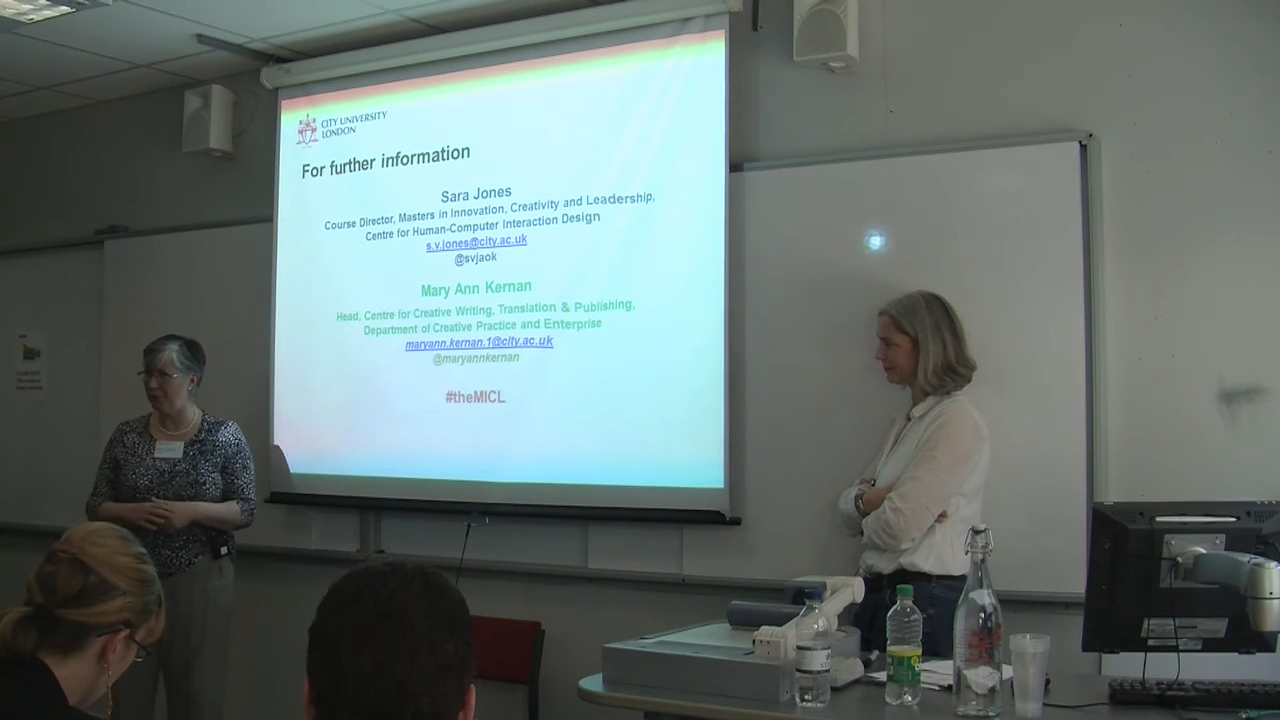 CITY UNIVERSITY
LONDON
For further information
Sara Jones
Course Director, Masters in Innovation, Creativity and Leadership,
Centre for Human-Computer Interaction Design
s.v.jones@city.ac.uk
@svjaok
Mary Ann Kernan
Head, Centre for Creative Writing, Translation & Publishing,
Department of Creative Practice and Enterprise
maryann.kernan.1@city.ac.uk
@maryannkernan
#theMICL